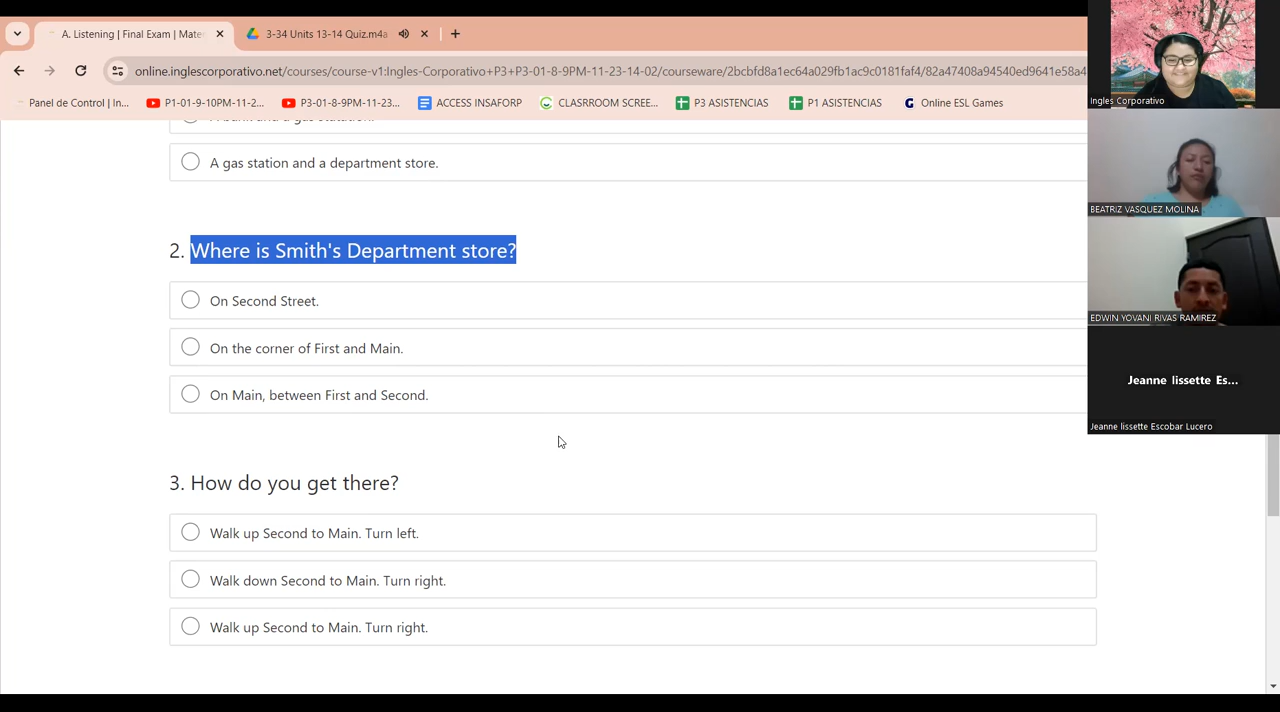 A. Listening | Final Exam | Mate
3-34 Units 13-14 Quiz.m4a
online.inglescorporativo.net/courses/course-v1:Ingles-Corporativo+P3+P3-01-8-9PM-11-23-14-02/courseware/2bcbfd8a1ec64a029fb1ac9c0181faf4/82a47408a94540ed9641e58a4
Panel de Control | In...
P1-01-9-10PM-11-2...
P3-01-8-9PM-11-23...
ACCESS INSAFORP
CLASSROOM SCREE...
P3 ASISTENCIAS
P1 ASISTENCIAS
Online ESL Games
A gas station and a department store.
2. Where is Smith's Department store?
On Second Street.
On the corner of First and Main.
On Main, between First and Second.
3. How do you get there?
Walk up Second to Main. Turn left.
Walk down Second to Main. Turn right.
Walk up Second to Main. Turn right.
Ingles Corporativo
BEATRIZ VASQUEZ MOLINA
EDWIN YOVANI RIVAS RAMIREZ
Jeanne lissette Es...
Jeanne lissette Escobar Lucero